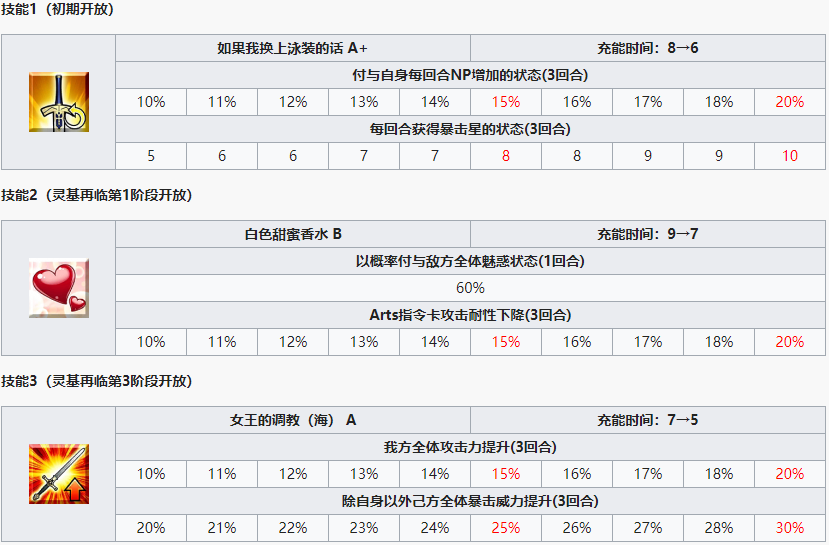 技能1（初期开放）
如果我换上泳装的话 A+ 充能时间：8→6
付与自身每回合NP增加的状态(3回合)
10% 11% 12% 13% 14% 15% 16% 17% 18% 20%
每回合获得暴击星的状态(3回合)
5 6 6 7 7 8 8 9 9 10
技能2（灵基再临第1阶段开放）
白色甜蜜香水 B 充能时间：9→7
以概率付与敌方全体魅惑状态(1回合)
60%
Arts指令卡攻击耐性下降(3回合)
10% 11% 12% 13% 14% 15% 16% 17% 18% 20%
技能3（灵基再临第3阶段开放）
女王的调教（海） A 充能时间：7→5
我方全体攻击力提升(3回合)
10% 11% 12% 13% 14% 15% 16% 17% 18% 20%
除自身以外己方全体暴击威力提升(3回合)
20% 21% 22% 23% 24% 25% 26% 27% 28% 30%